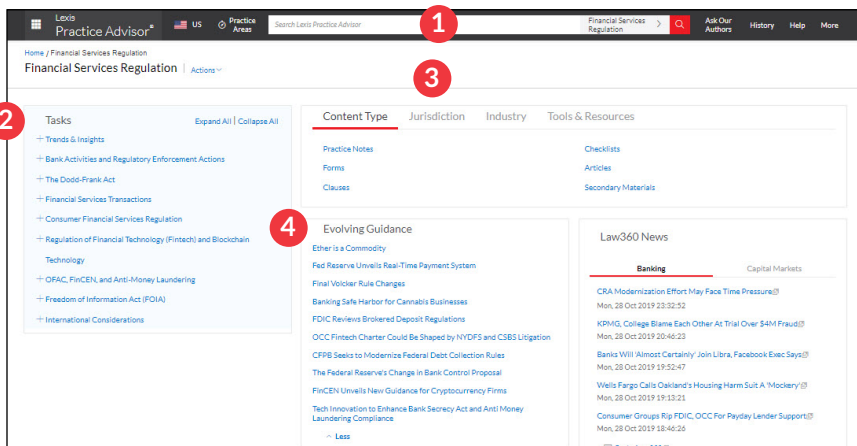 Lexis
Practice Advisor®
US
Practice
Areas
Search Lexis Practice Advisor
1
Financial Services
Regulation
Ask Our
Authors
History
Help
More
Home / Financial Services Regulation
Financial Services Regulation | Actions
3
2
Tasks
Expand All | Collapse All
Trends & Insights
Bank Activities and Regulatory Enforcement Actions
The Dodd-Frank Act
Financial Services Transactions
Consumer Financial Services Regulation
Regulation of Financial Technology (Fintech) and Blockchain
Technology
OFAC, FinCEN, and Anti-Money Laundering
Freedom of Information Act (FOIA)
International Considerations
Content Type Jurisdiction Industry Tools & Resources
Practice Notes
Forms
Clauses
Checklists
Articles
Secondary Materials
4
Evolving Guidance
Ether is a Commodity
Fed Reserve Unveils Real-Time Payment System
Final Volcker Rule Changes
Banking Safe Harbor for Cannabis Businesses
FDIC Reviews Brokered Deposit Regulations
OCC Fintech Charter Could Be Shaped by NYDFS and CSBS Litigation
CFPB Seeks to Modernize Federal Debt Collection Rules
The Federal Reserve's Change in Bank Control Proposal
FinCEN Unveils New Guidance for Cryptocurrency Firms
Tech Innovation to Enhance Bank Secrecy Act and Anti Money
Laundering Compliance
Less
Law360 News
Banking Capital Markets
CRA Modernization Effort May Face Time Pressure
Mon, 28 Oct 2019 23:32:52
KPMG, College Blame Each Other At Trial Over $4M Fraud
Mon, 28 Oct 2019 20:46:23
Banks Will 'Almost Certainly' Join Libra, Facebook Exec Says
Mon, 28 Oct 2019 19:52:47
Wells Fargo Calls Oakland's Housing Harm Suit A 'Mockery'
Mon, 28 Oct 2019 19:13:21
Consumer Groups Rip FDIC, OCC For Payday Lender Support
Mon, 28 Oct 2019 18:46:26